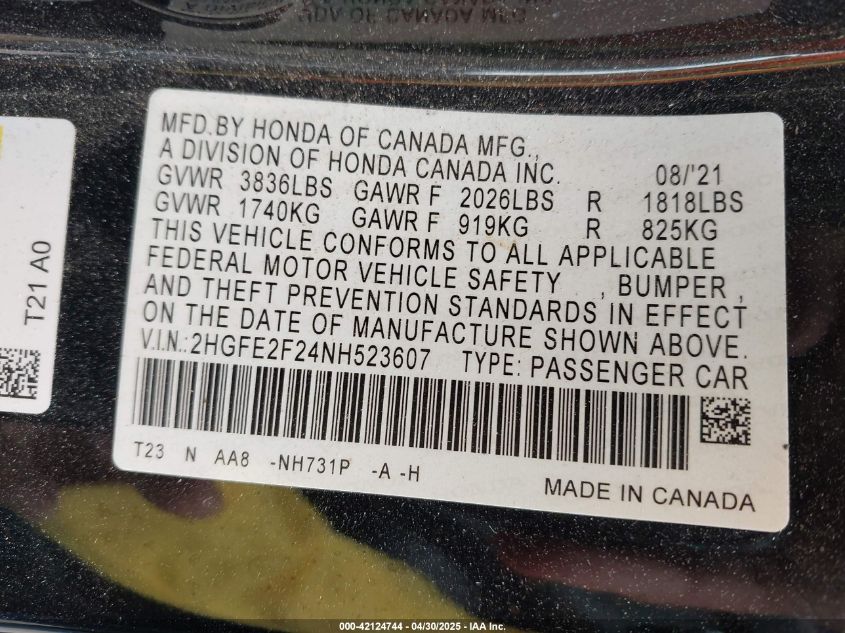 MFD.BY HONDA OF CANADA MFG.,
A DIVISION OF HONDA CANADA INC. 08/'21
GVWR 3836LBS GAWR F 2026LBS R 1818LBS
GVWR 1740KG GAWR F 919KG R 825KG
THIS VEHICLE CONFORMS TO ALL APPLICABLE
FEDERAL MOTOR VEHICLE SAFETY , BUMPER ,
AND THEFT PREVENTION STANDARDS IN EFFECT
ON THE DATE OF MANUFACTURE SHOWN ABOVE.
V.I.N.:2HGFE2F24NH523607 TYPE: PASSENGER CAR
T23 N AA8 -NH731P -A -H
MADE IN CANADA
T21 A0
000-42124744 - 04/30/2025 - IAA Inc.